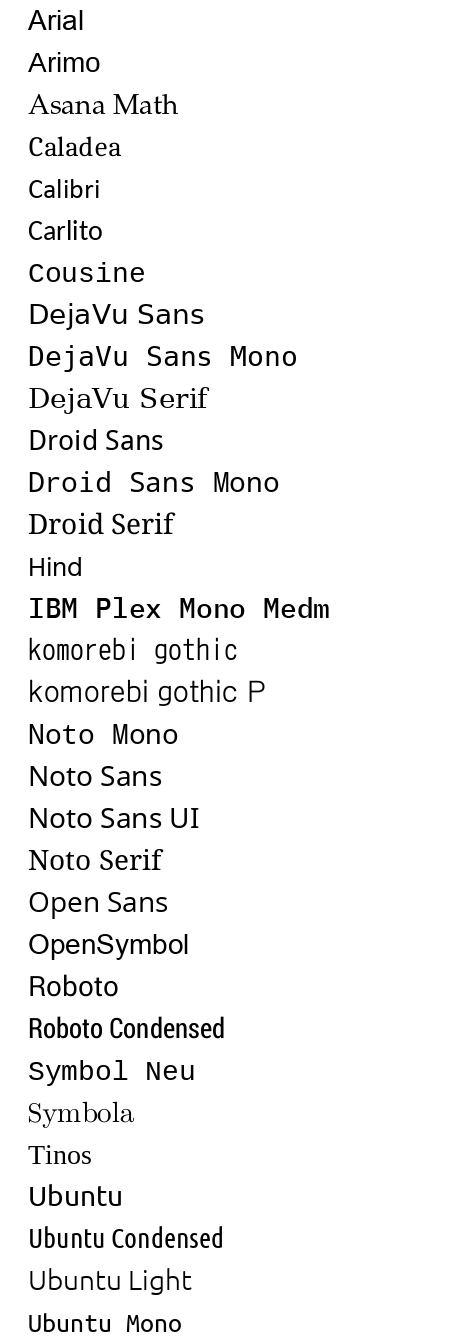 Arial
Arimo
Asana Math
Caladea
Calibri
Carlito
Cousine
DejaVu Sans
DejaVu Sans Mono
DejaVu Serif
Droid Sans
Droid Sans Mono
Droid Serif
Hind
IBM Plex Mono Medm
komorebi gothic
komorebi gothic P
Noto Mono
Noto Sans
Noto Sans UI
Noto Serif
Open Sans
OpenSymbol
Roboto
Roboto Condensed
Symbol Neu
Symbola
Tinos
Ubuntu
Ubuntu Condensed
Ubuntu Light
Ubuntu Mono